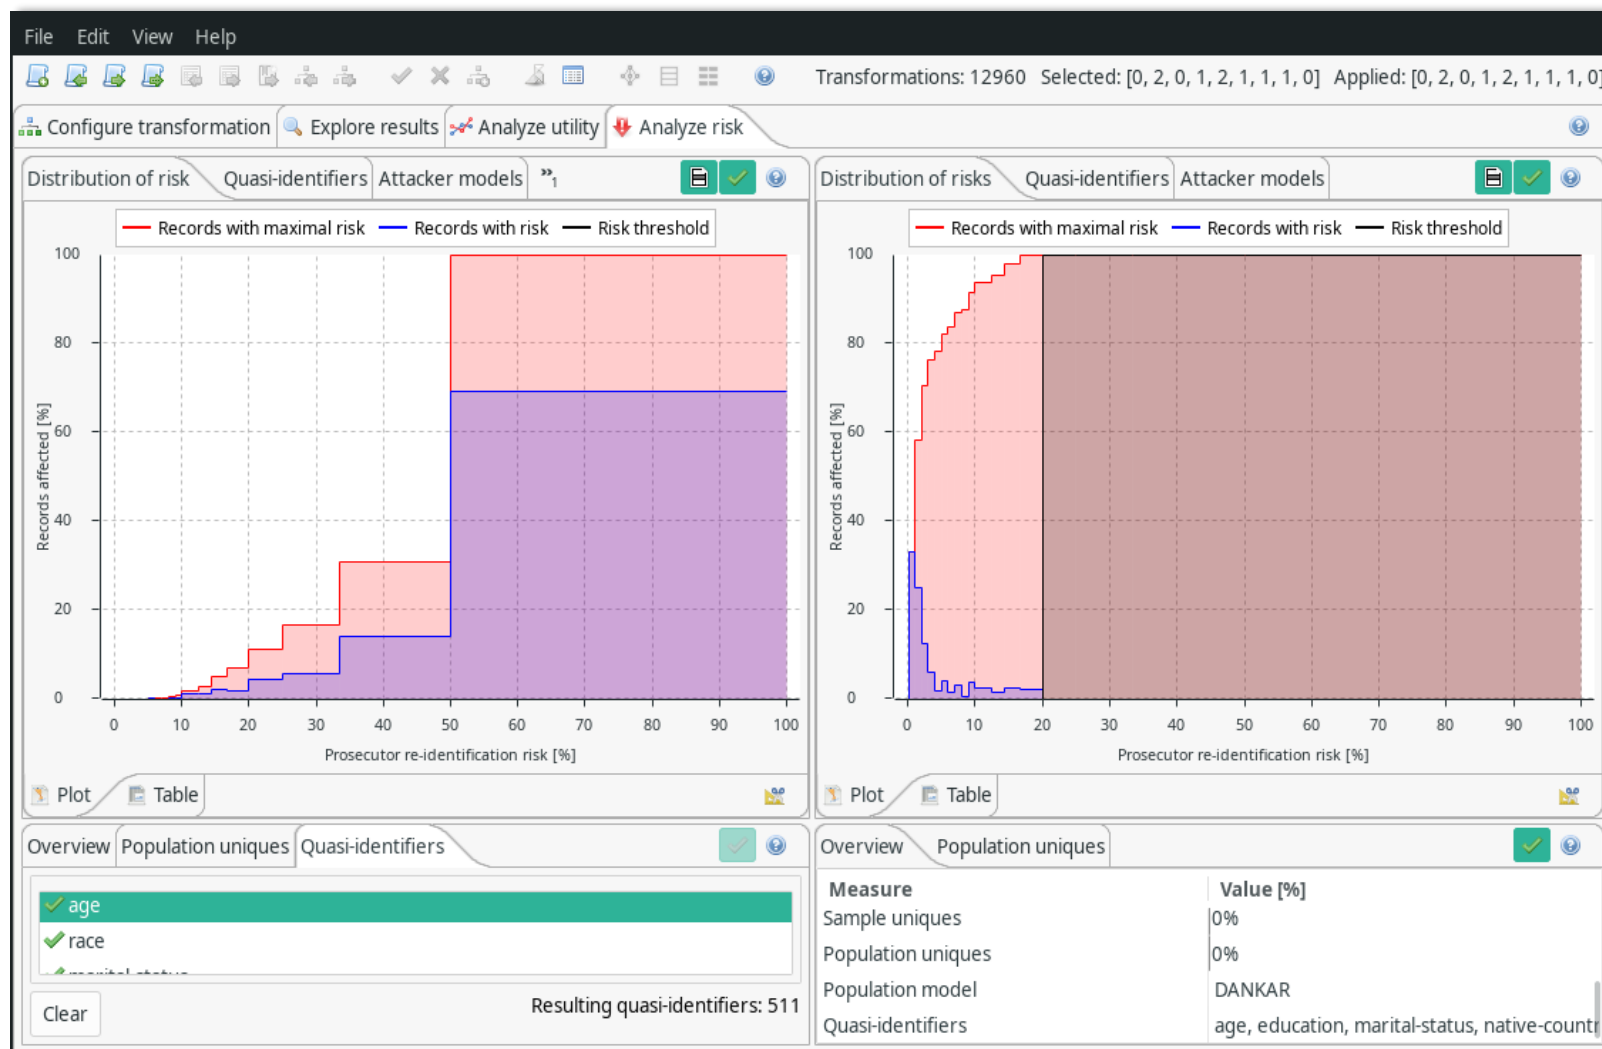 File Edit View Help
Transformations: 12960 Selected: [0, 2, 0, 1, 2, 1, 1, 1, 0] Applied: [0, 2, 0, 1, 2, 1, 1, 1, 0]
Configure transformation Explore results Analyze utility Analyze risk
Distribution of risk Quasi-identifiers Attacker models »1
Records with maximal risk Records with risk Risk threshold
100
80
60
40
20
0
Records affected [%]
0 10 20 30 40 50 60 70 80 90 100
Prosecutor re-identification risk [%]
Plot Table
Distribution of risks Quasi-identifiers Attacker models
Records with maximal risk Records with risk Risk threshold
100
80
60
40
20
0
Records affected [%]
0 10 20 30 40 50 60 70 80 90 100
Prosecutor re-identification risk [%]
Plot Table
Overview Population uniques Quasi-identifiers
age
race
marital-status
Clear
Resulting quasi-identifiers: 511
Overview Population uniques
Measure Value [%]
Sample uniques 0%
Population uniques 0%
Population model DANKAR
Quasi-identifiers age, education, marital-status, native-countr